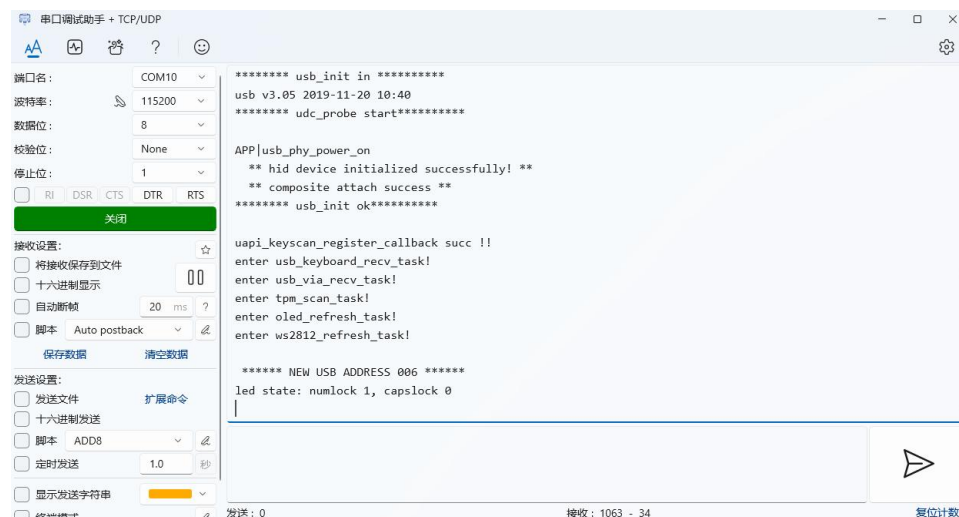 串口调试助手 + TCP/UDP
AA ?
端口名: COM10
波特率: 115200
数据位: 8
校验位: None
停止位: 1
RI DSR CTS DTR RTS
关闭
接收设置:
将接收保存到文件
十六进制显示
自动断帧 20 ms ?
脚本 Auto postback
保存数据 清空数据
发送设置:
发送文件 扩展命令
十六进制发送
脚本 ADD8
定时发送 1.0 秒
显示发送字符串
终端模式
******** usb_init in **********
usb v3.05 2019-11-20 10:40
******** udc_probe start**********
APP|usb_phy_power_on
** hid device initialized successfully! **
** composite attach success **
******** usb_init ok**********
uapi_keyscan_register_callback succ !!
enter usb_keyboard_recv_task!
enter usb_via_recv_task!
enter tpm_scan_task!
enter oled_refresh_task!
enter ws2812_refresh_task!
****** NEW USB ADDRESS 006 ******
led state: numlock 1, capslock 0
发送: 0 接收: 1063 - 34 复位计数